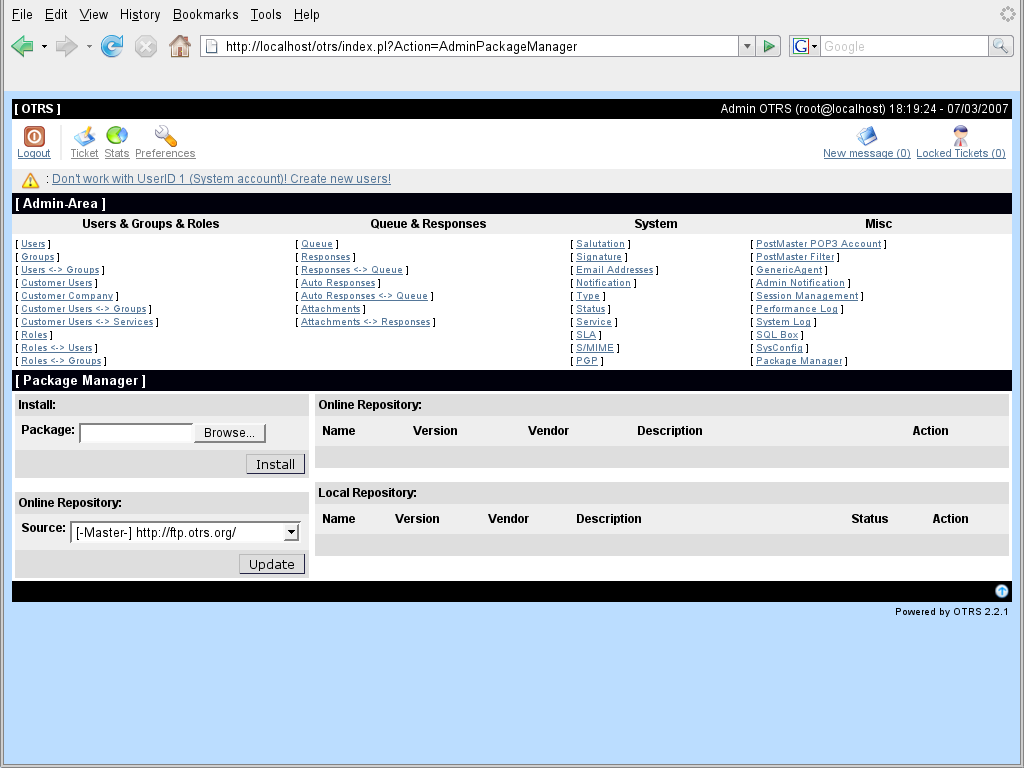 File Edit View History Bookmarks Tools Help
http://localhost/otrs/index.pl?Action=AdminPackageManager
G Google
[ OTRS ] Admin OTRS (root@localhost) 18:19:24 - 07/03/2007
Logout Ticket Stats Preferences New message (0) Locked Tickets (0)
: Don't work with UserID 1 (System account)! Create new users!
[ Admin-Area ]
Users & Groups & Roles Queue & Responses System Misc
[ Users ] [ Queue ] [ Salutation ] [ PostMaster POP3 Account ]
[ Groups ] [ Responses ] [ Signature ] [ PostMaster Filter ]
[ Users <-> Groups ] [ Responses <-> Queue ] [ Email Addresses ] [ GenericAgent ]
[ Customer Users ] [ Auto Responses ] [ Notification ] [ Admin Notification ]
[ Customer Company ] [ Auto Responses <-> Queue ] [ Type ] [ Session Management ]
[ Customer Users <-> Groups ] [ Attachments ] [ Status ] [ Performance Log ]
[ Customer Users <-> Services ] [ Attachments <-> Responses ] [ Service ] [ System Log ]
[ Roles ] [ SLA ] [ SQL Box ]
[ Roles <-> Users ] [ S/MIME ] [ SysConfig ]
[ Roles <-> Groups ] [ PGP ] [ Package Manager ]
[ Package Manager ]
Install:
Package: Browse...
Install
Online Repository:
Source: [-Master-] http://ftp.otrs.org/
Update
Online Repository:
Name Version Vendor Description Action
Local Repository:
Name Version Vendor Description Status Action
Powered by OTRS 2.2.1